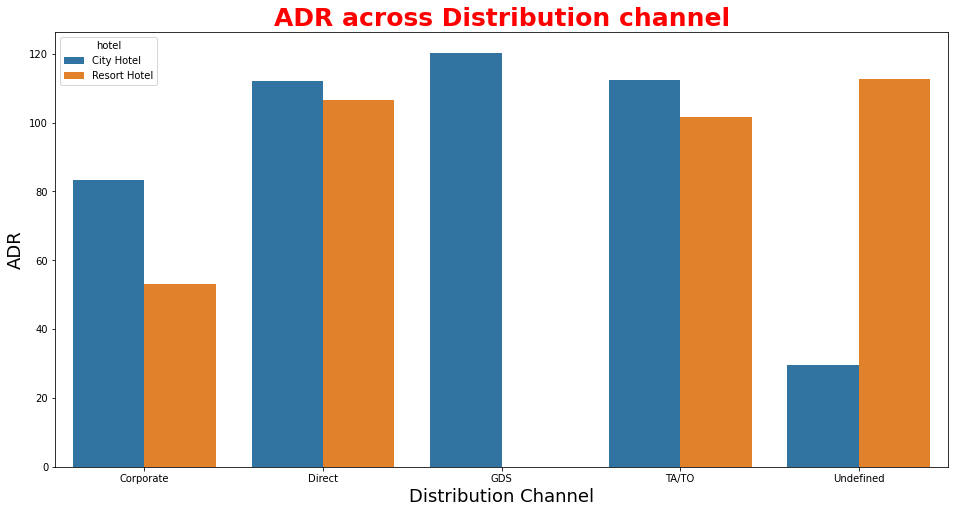 ADR across Distribution channel
hotel
City Hotel
Resort Hotel
120
100
80
60
40
20
0
ADR
Corporate
Direct
GDS
TA/TO
Undefined
Distribution Channel